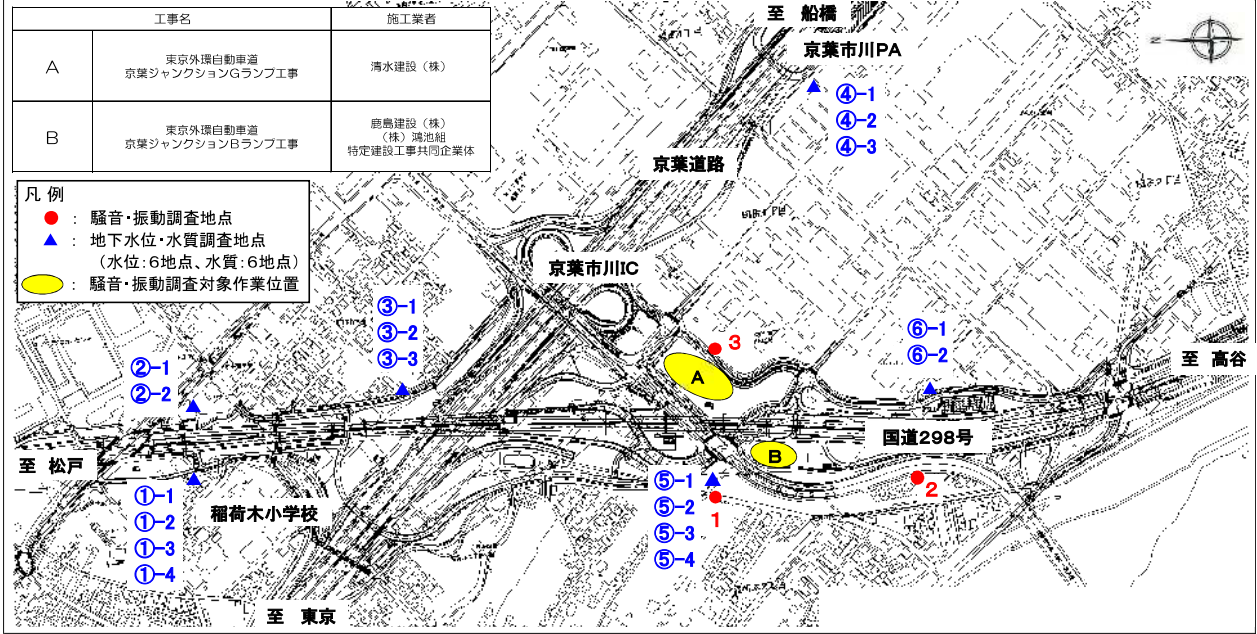 工事名
施工業者
A
東京外環自動車道
京葉ジャンクションGランプ工事
清水建設（株）
B
東京外環自動車道
京葉ジャンクションBランプ工事
鹿島建設（株）
（株）鴻池組
特定建設工事共同企業体
凡 例
： 騒音・振動調査地点
： 地下水位・水質調査地点
（水位：6地点、水質：6地点）
： 騒音・振動調査対象作業位置
至 船橋
京葉市川PA
④-1
④-2
④-3
京葉道路
京葉市川IC
③-1
③-2
③-3
②-1
②-2
3
A
⑥-1
⑥-2
至 高谷
国道298号
B
至 松戸
①-1
①-2
①-3
①-4
稲荷木小学校
⑤-1
⑤-2
⑤-3
⑤-4
1
2
至 東京